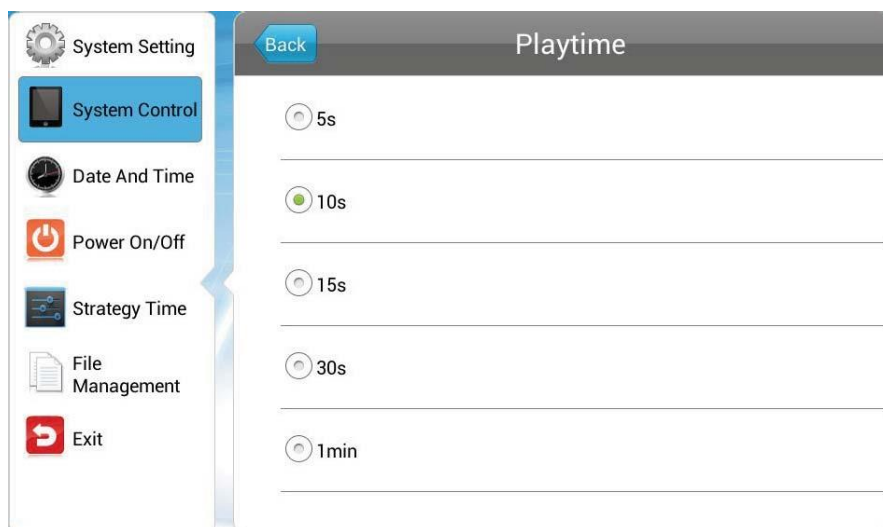 System Setting
System Control
Date And Time
Power On/Off
Strategy Time
File
Management
Exit
Back
Playtime
5s
10s
15s
30s
1min